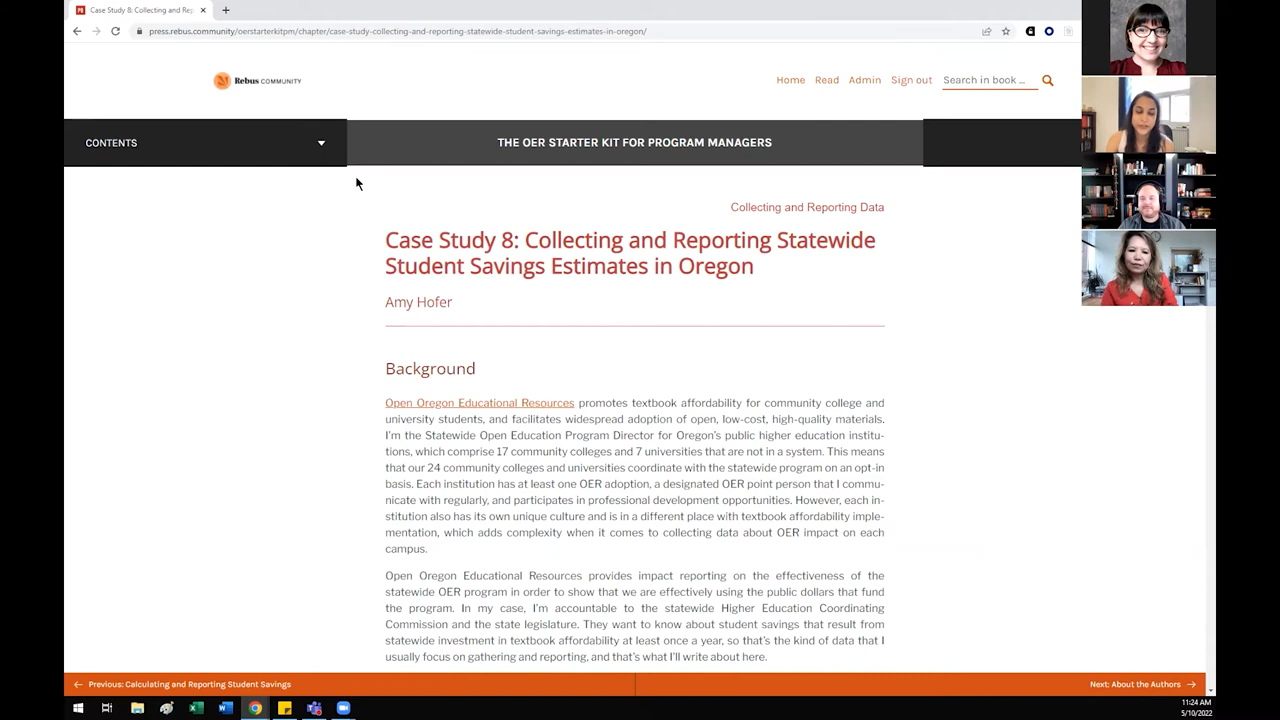 Case Study 8: Collecting and Rep
press.rebus.community/oerstarterkitpm/chapter/case-study-collecting-and-reporting-statewide-student-savings-estimates-in-oregon/
Rebus COMMUNITY
Home Read Admin Sign out Search in book ...
CONTENTS
THE OER STARTER KIT FOR PROGRAM MANAGERS
Collecting and Reporting Data
Case Study 8: Collecting and Reporting Statewide
Student Savings Estimates in Oregon
Amy Hofer
Background
Open Oregon Educational Resources promotes textbook affordability for community college and
university students, and facilitates widespread adoption of open, low-cost, high-quality materials.
I'm the Statewide Open Education Program Director for Oregon's public higher education institu-
tions, which comprise 17 community colleges and 7 universities that are not in a system. This means
that our 24 community colleges and universities coordinate with the statewide program on an opt-in
basis. Each institution has at least one OER adoption, a designated OER point person that I commu-
nicate with regularly, and participates in professional development opportunities. However, each in-
stitution also has its own unique culture and is in a different place with textbook affordability imple-
mentation, which adds complexity when it comes to collecting data about OER impact on each
campus.
Open Oregon Educational Resources provides impact reporting on the effectiveness of the
statewide OER program in order to show that we are effectively using the public dollars that fund
the program. In my case, I'm accountable to the statewide Higher Education Coordinating
Commission and the state legislature. They want to know about student savings that result from
statewide investment in textbook affordability at least once a year, so that's the kind of data that I
usually focus on gathering and reporting, and that's what I'll write about here.
← Previous: Calculating and Reporting Student Savings
Next: About the Authors →
11:24 AM
5/10/2022